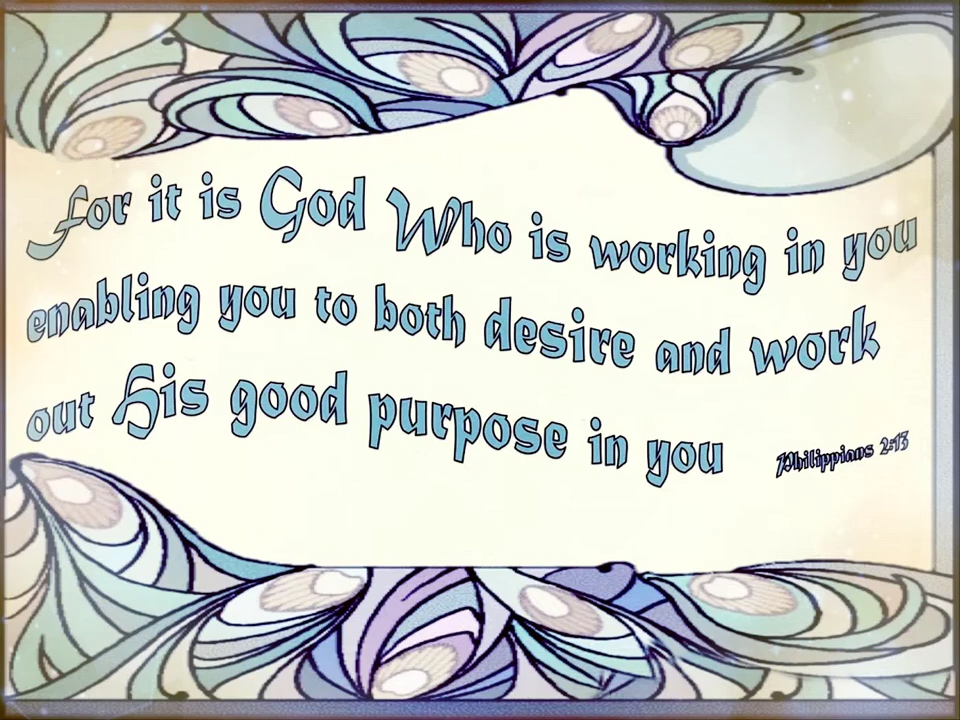 For it is God Who is working in you
enabling you to both desire and work
out His good purpose in you
Philippians 2:13